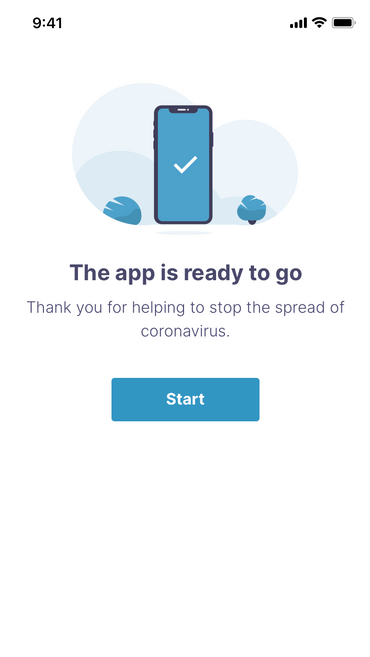 9:41
The app is ready to go
Thank you for helping to stop the spread of
coronavirus.
Start